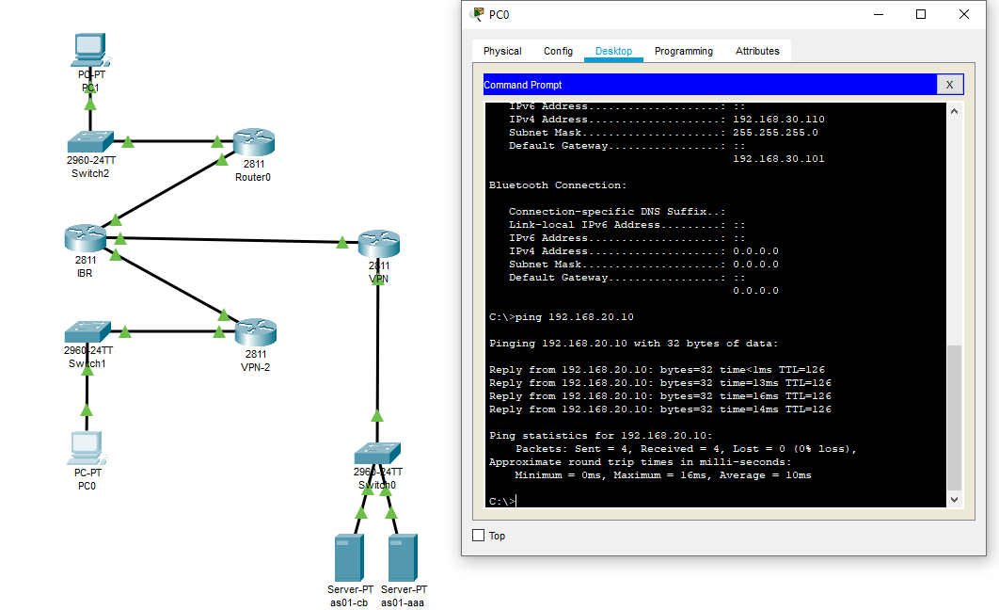 PC-PT
PC1
2960-24TT
Switch2
2811
Router0
2811
IBR
2811
VPN
2960-24TT
Switch1
2811
VPN-2
PC-PT
PC0
2960-24TT
Switch0
Server-PT
as01-cb
Server-PT
as01-aaa
PC0
Physical
Config
Desktop
Programming
Attributes
Command Prompt
X
IPv6 Address....................: ::
IPv4 Address....................: 192.168.30.110
Subnet Mask.....................: 255.255.255.0
Default Gateway.................: ::
192.168.30.101
Bluetooth Connection:
Connection-specific DNS Suffix..:
Link-local IPv6 Address.........: ::
IPv6 Address....................: ::
IPv4 Address....................: 0.0.0.0
Subnet Mask.....................: 0.0.0.0
Default Gateway.................: ::
0.0.0.0
C:\>ping 192.168.20.10
Pinging 192.168.20.10 with 32 bytes of data:
Reply from 192.168.20.10: bytes=32 time<1ms TTL=126
Reply from 192.168.20.10: bytes=32 time=13ms TTL=126
Reply from 192.168.20.10: bytes=32 time=16ms TTL=126
Reply from 192.168.20.10: bytes=32 time=14ms TTL=126
Ping statistics for 192.168.20.10:
Packets: Sent = 4, Received = 4, Lost = 0 (0% loss),
Approximate round trip times in milli-seconds:
Minimum = 0ms, Maximum = 16ms, Average = 10ms
C:\>
Top